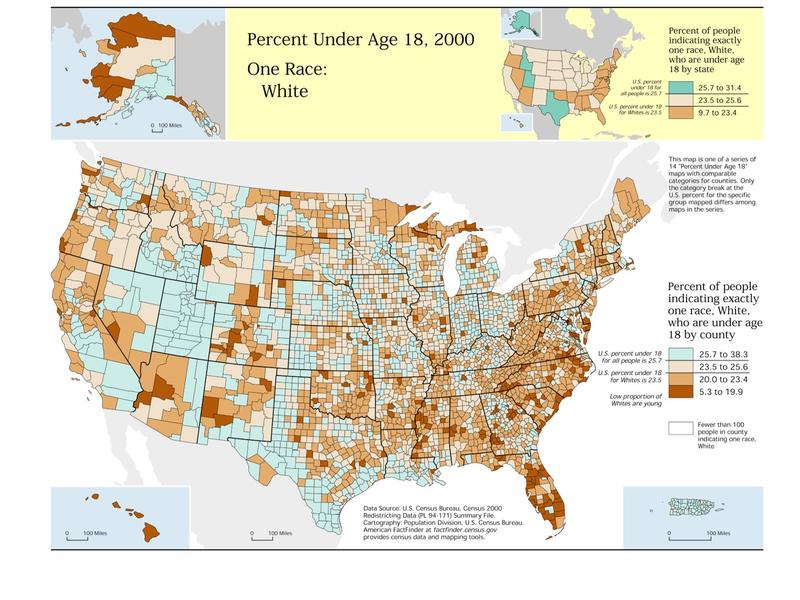 Percent Under Age 18, 2000
One Race:
White
0 100 Miles
Percent of people
indicating exactly
one race, White,
who are under age
18 by state
U.S. percent
under 18 for
all people is 25.7
U.S. percent under 18
for Whites is 23.5
25.7 to 31.4
23.5 to 25.6
9.7 to 23.4
This map is one of a series of
14 "Percent Under Age 18"
maps with comparable
categories for counties. Only
the category break at the
U.S. percent for the specific
group mapped differs among
maps in the series.
Percent of people
indicating exactly
one race, White,
who are under age
18 by county
U.S. percent under 18
for all people is 25.7
U.S. percent under 18
for Whites is 23.5
Low proportion of
Whites are young
25.7 to 38.3
23.5 to 25.6
20.0 to 23.4
5.3 to 19.9
Fewer than 100
people in county
indicating one race,
White
Data Source: U.S. Census Bureau, Census 2000
Redistricting Data (PL 94-171) Summary File.
Cartography: Population Division, U.S. Census Bureau.
American FactFinder at factfinder.census.gov
provides census data and mapping tools.
0 100 Miles
0 100 Miles
0 100 Miles